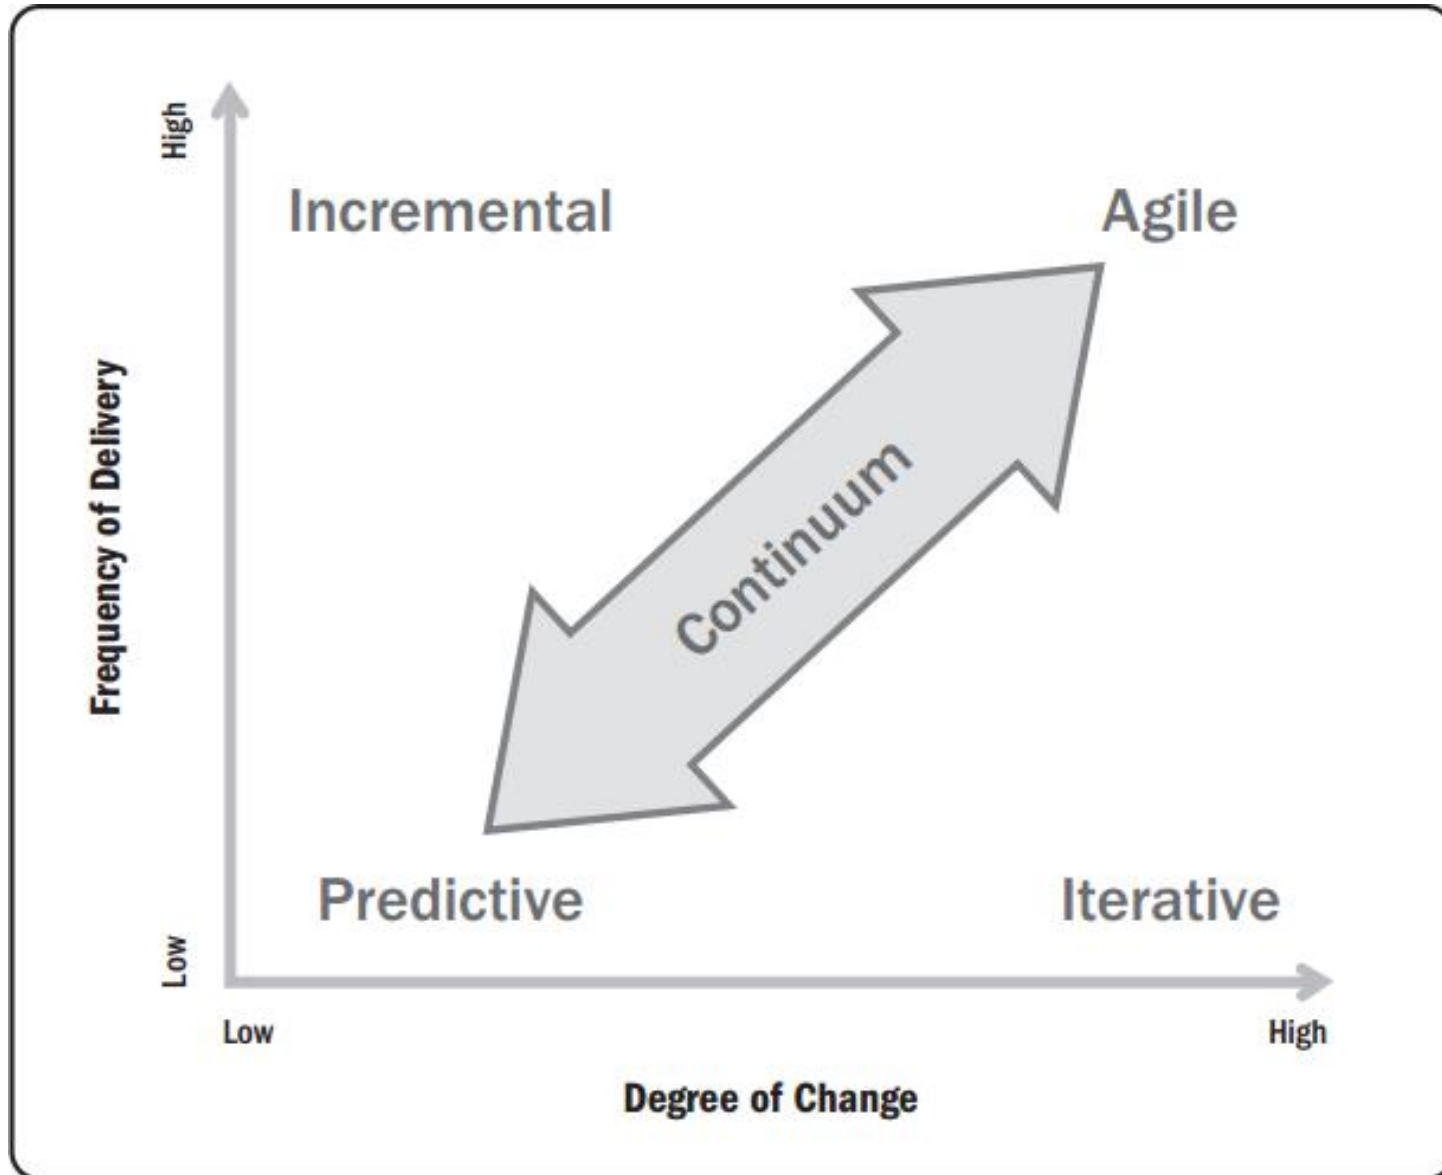 High
Incremental
Agile
Frequency of Delivery
Continuum
Predictive
Iterative
Low
Low
High
Degree of Change